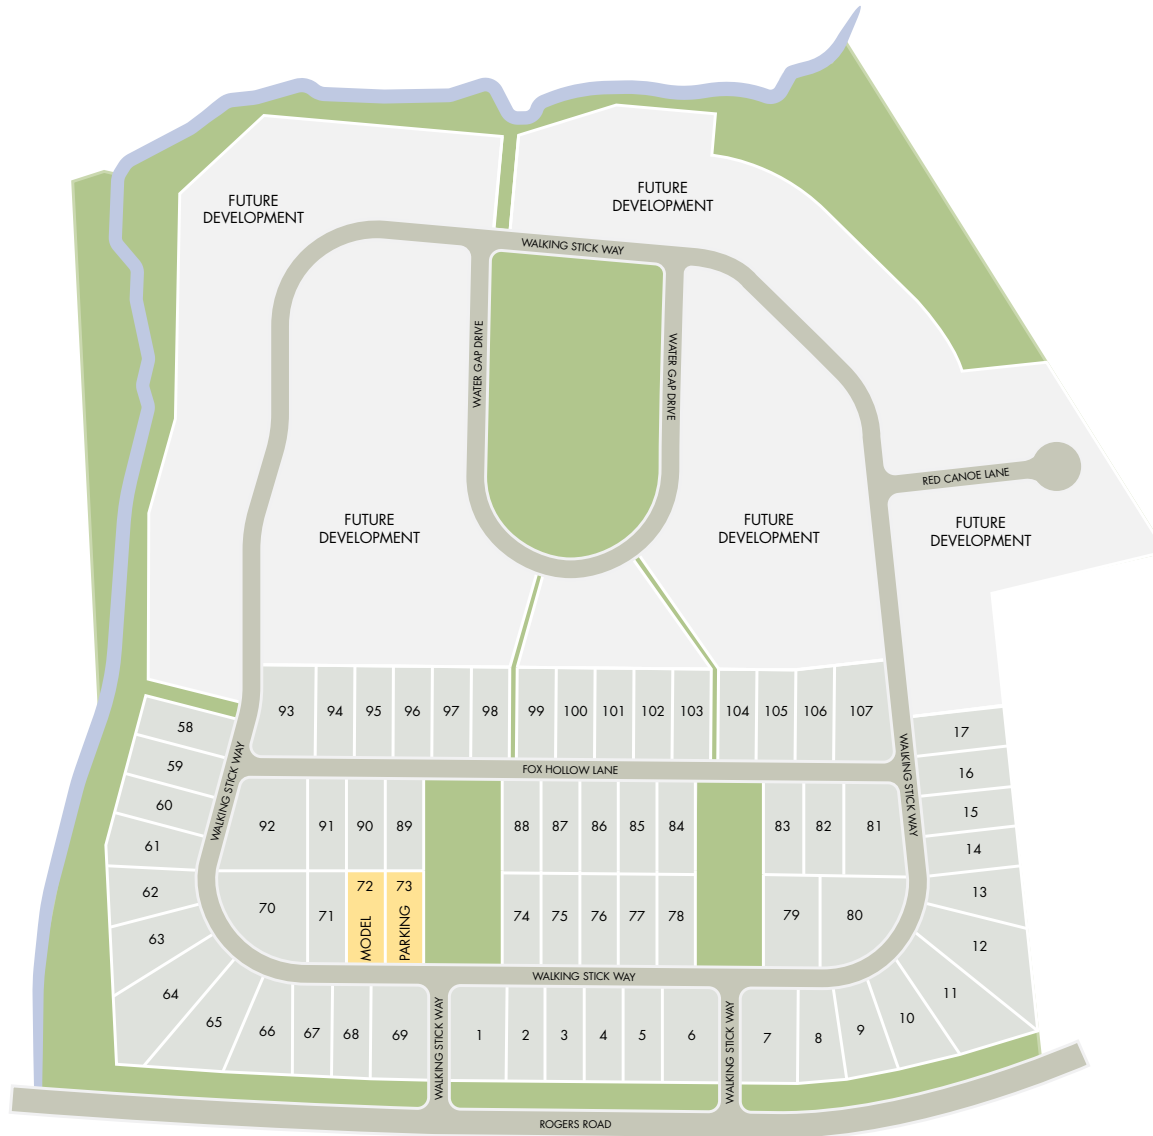 FUTURE
DEVELOPMENT
FUTURE
DEVELOPMENT
WALKING STICK WAY
WATER GAP DRIVE
WATER GAP DRIVE
RED CANOE LANE
FUTURE
DEVELOPMENT
FUTURE
DEVELOPMENT
FUTURE
DEVELOPMENT
93
94
95
96
97
98
99
100
101
102
103
104
105
106
107
58
59
60
61
62
63
64
65
66
67
68
69
17
16
15
14
13
12
11
10
9
8
7
WALKING STICK WAY
FOX HOLLOW LANE
WALKING STICK WAY
92
91
90
89
88
87
86
85
84
83
82
81
70
71
72
MODEL
73
PARKING
74
75
76
77
78
79
80
WALKING STICK WAY
WALKING STICK WAY
1
2
3
4
5
6
WALKING STICK WAY
ROGERS ROAD